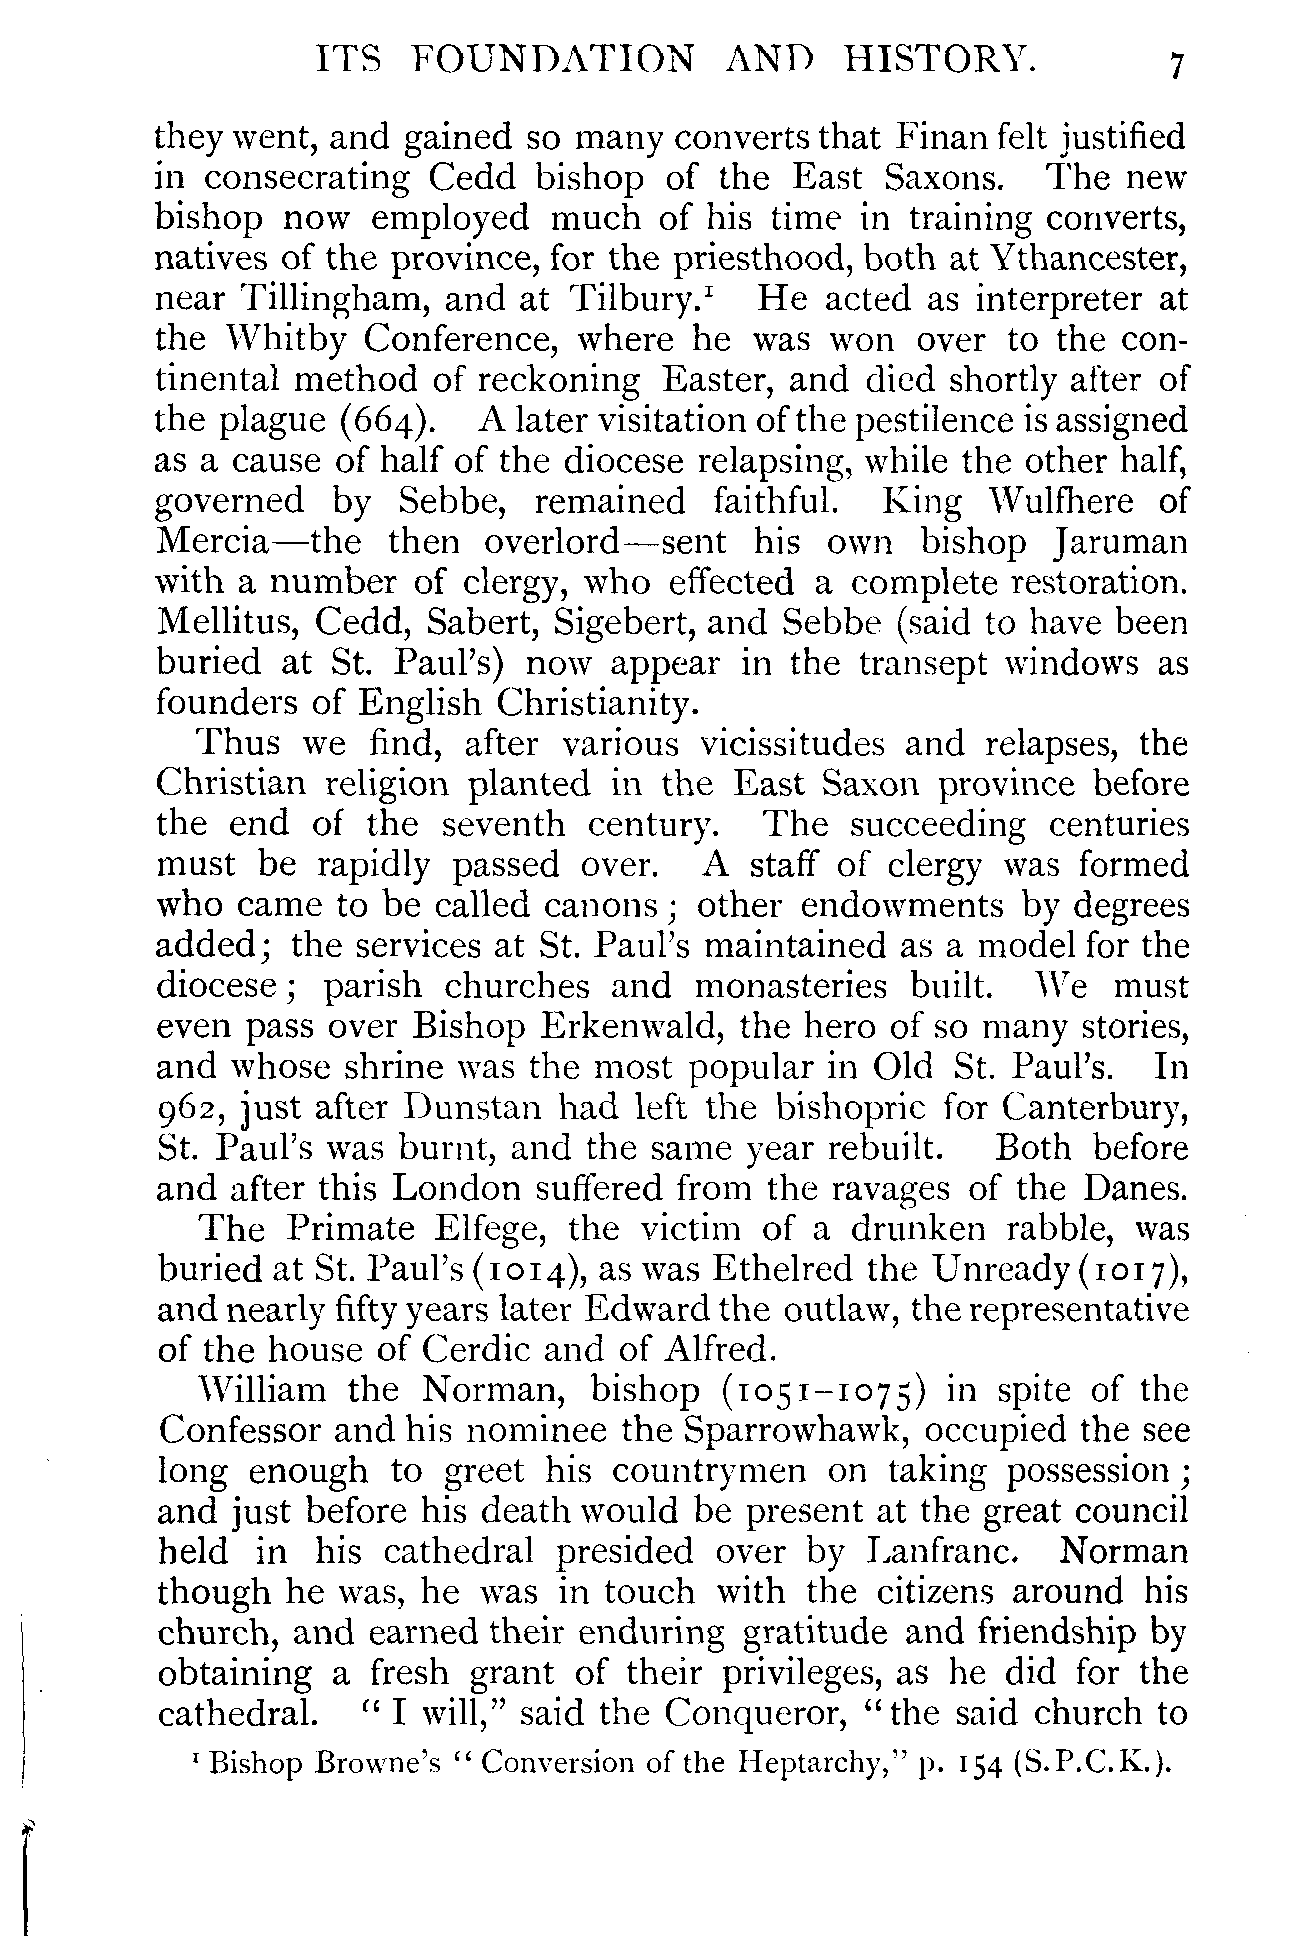 ITS FOUNDATION AND HISTORY. 7
they went, and gained so many converts that Finan felt justified
in consecrating Cedd bishop of the East Saxons. The new
bishop now employed much of his time in training converts,
natives of the province, for the priesthood, both at Ythancester,
near Tillingham, and at Tilbury.¹ He acted as interpreter at
the Whitby Conference, where he was won over to the con-
tinental method of reckoning Easter, and died shortly after of
the plague (664). A later visitation of the pestilence is assigned
as a cause of half of the diocese relapsing, while the other half,
governed by Sebbe, remained faithful. King Wulfhere of
Mercia—the then overlord—sent his own bishop Jaruman
with a number of clergy, who effected a complete restoration.
Mellitus, Cedd, Sabert, Sigebert, and Sebbe (said to have been
buried at St. Paul's) now appear in the transept windows as
founders of English Christianity.
Thus we find, after various vicissitudes and relapses, the
Christian religion planted in the East Saxon province before
the end of the seventh century. The succeeding centuries
must be rapidly passed over. A staff of clergy was formed
who came to be called canons ; other endowments by degrees
added; the services at St. Paul's maintained as a model for the
diocese ; parish churches and monasteries built. We must
even pass over Bishop Erkenwald, the hero of so many stories,
and whose shrine was the most popular in Old St. Paul's. In
962, just after Dunstan had left the bishopric for Canterbury,
St. Paul's was burnt, and the same year rebuilt. Both before
and after this London suffered from the ravages of the Danes.
The Primate Elfege, the victim of a drunken rabble, was
buried at St. Paul's (1014), as was Ethelred the Unready (1017),
and nearly fifty years later Edward the outlaw, the representative
of the house of Cerdic and of Alfred.
William the Norman, bishop (1051–1075) in spite of the
Confessor and his nominee the Sparrowhawk, occupied the see
long enough to greet his countrymen on taking possession ;
and just before his death would be present at the great council
held in his cathedral presided over by Lanfranc. Norman
though he was, he was in touch with the citizens around his
church, and earned their enduring gratitude and friendship by
obtaining a fresh grant of their privileges, as he did for the
cathedral. “ I will,” said the Conqueror, “ the said church to
¹ Bishop Browne's “ Conversion of the Heptarchy,” p. 154 (S.P.C.K.).